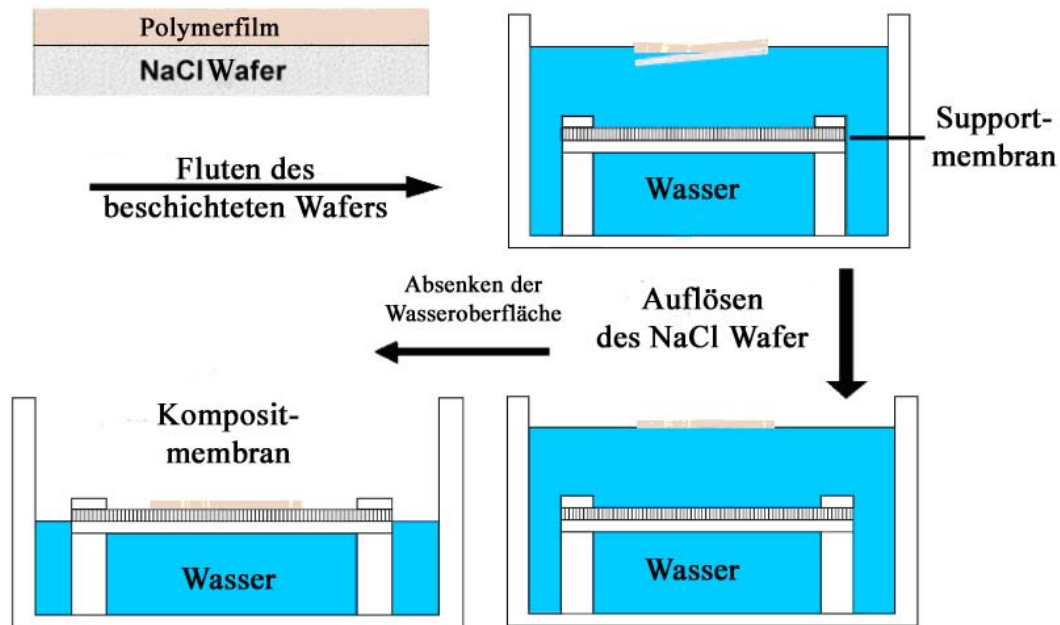 Polymerfilm
NaCl Wafer
Fluten des
beschichteten Wafers
Wasser
Support-
membran
Auflösen
des NaCl Wafer
Absenken der
Wasseroberfläche
Komposit-
membran
Wasser
Wasser